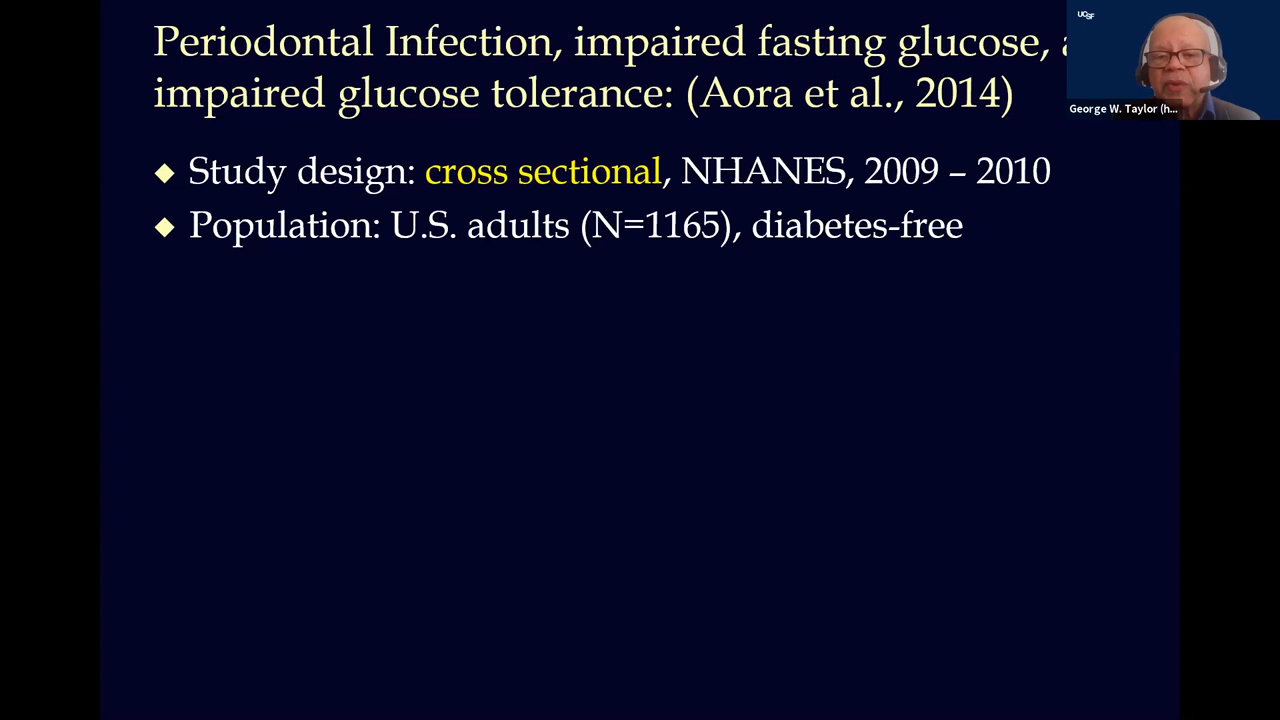 Periodontal Infection, impaired fasting glucose, a
impaired glucose tolerance: (Aora et al., 2014)
◆ Study design: cross sectional, NHANES, 2009 – 2010
◆ Population: U.S. adults (N=1165), diabetes-free
UCSF
George W. Taylor (h...